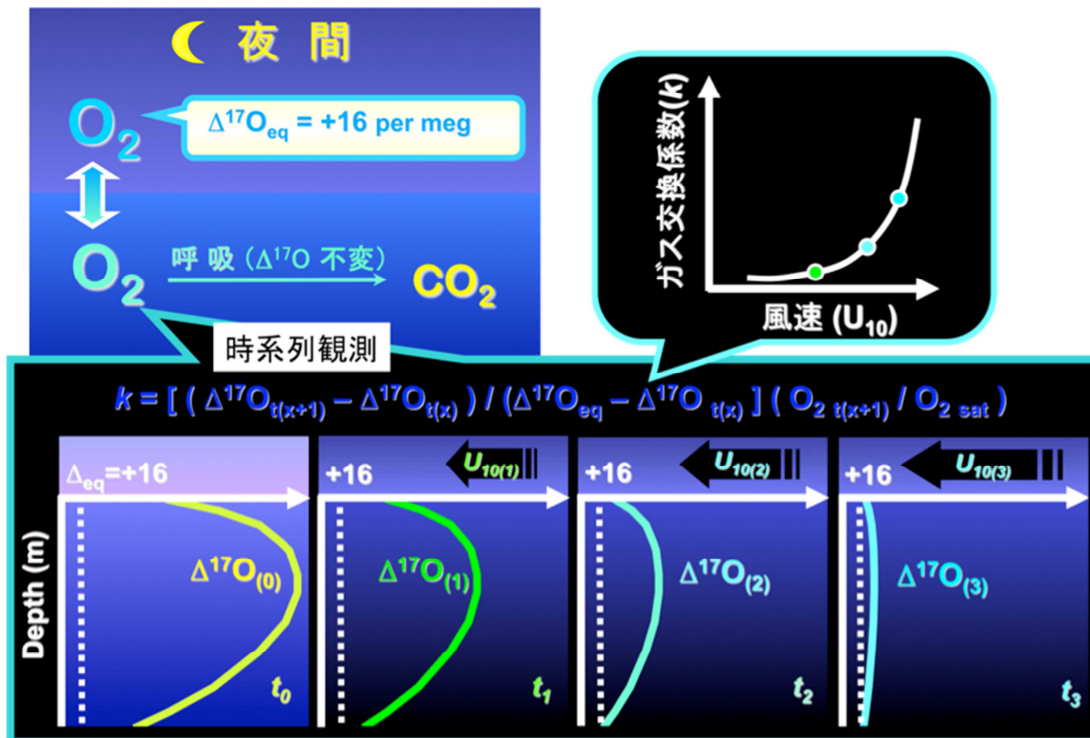 夜 間
O₂
Δ¹⁷Oeq = +16 per meg
O₂
呼 吸 (Δ¹⁷O 不変)
CO₂
ガス交換係数(k)
風速 (U₁₀)
時系列観測
k = [ ( Δ¹⁷Ot(x+1) – Δ¹⁷Ot(x) ) / (Δ¹⁷Oeq – Δ¹⁷O t(x) ] ( O₂ t(x+1) / O₂ sat )
Depth (m)
Δeq=+16
Δ¹⁷O(0)
t₀
+16
U10(1)
Δ¹⁷O(1)
t₁
+16
U10(2)
Δ¹⁷O(2)
t₂
+16
U10(3)
Δ¹⁷O(3)
t₃